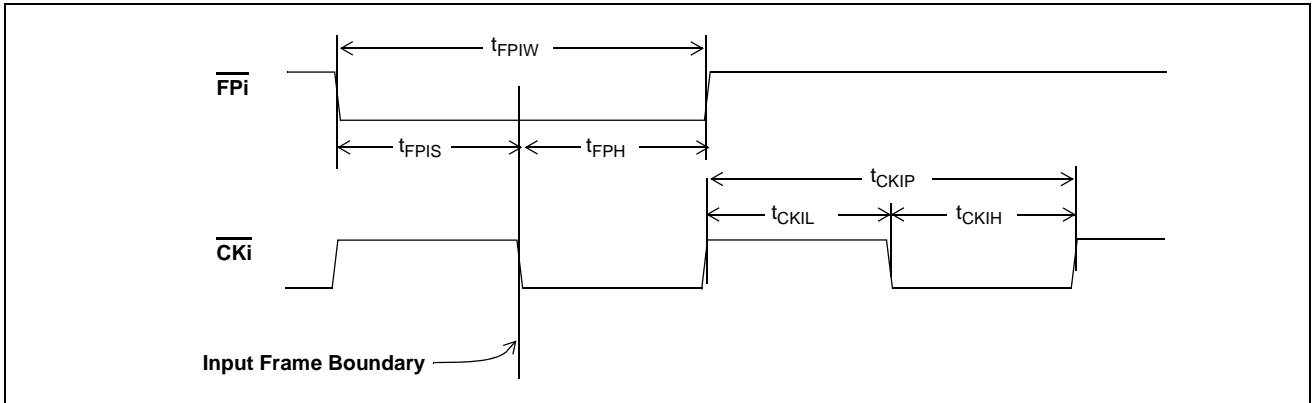 tFPIW
FPi
tFPIS
tFPH
tCKIP
tCKIL
tCKIH
CKi
Input Frame Boundary